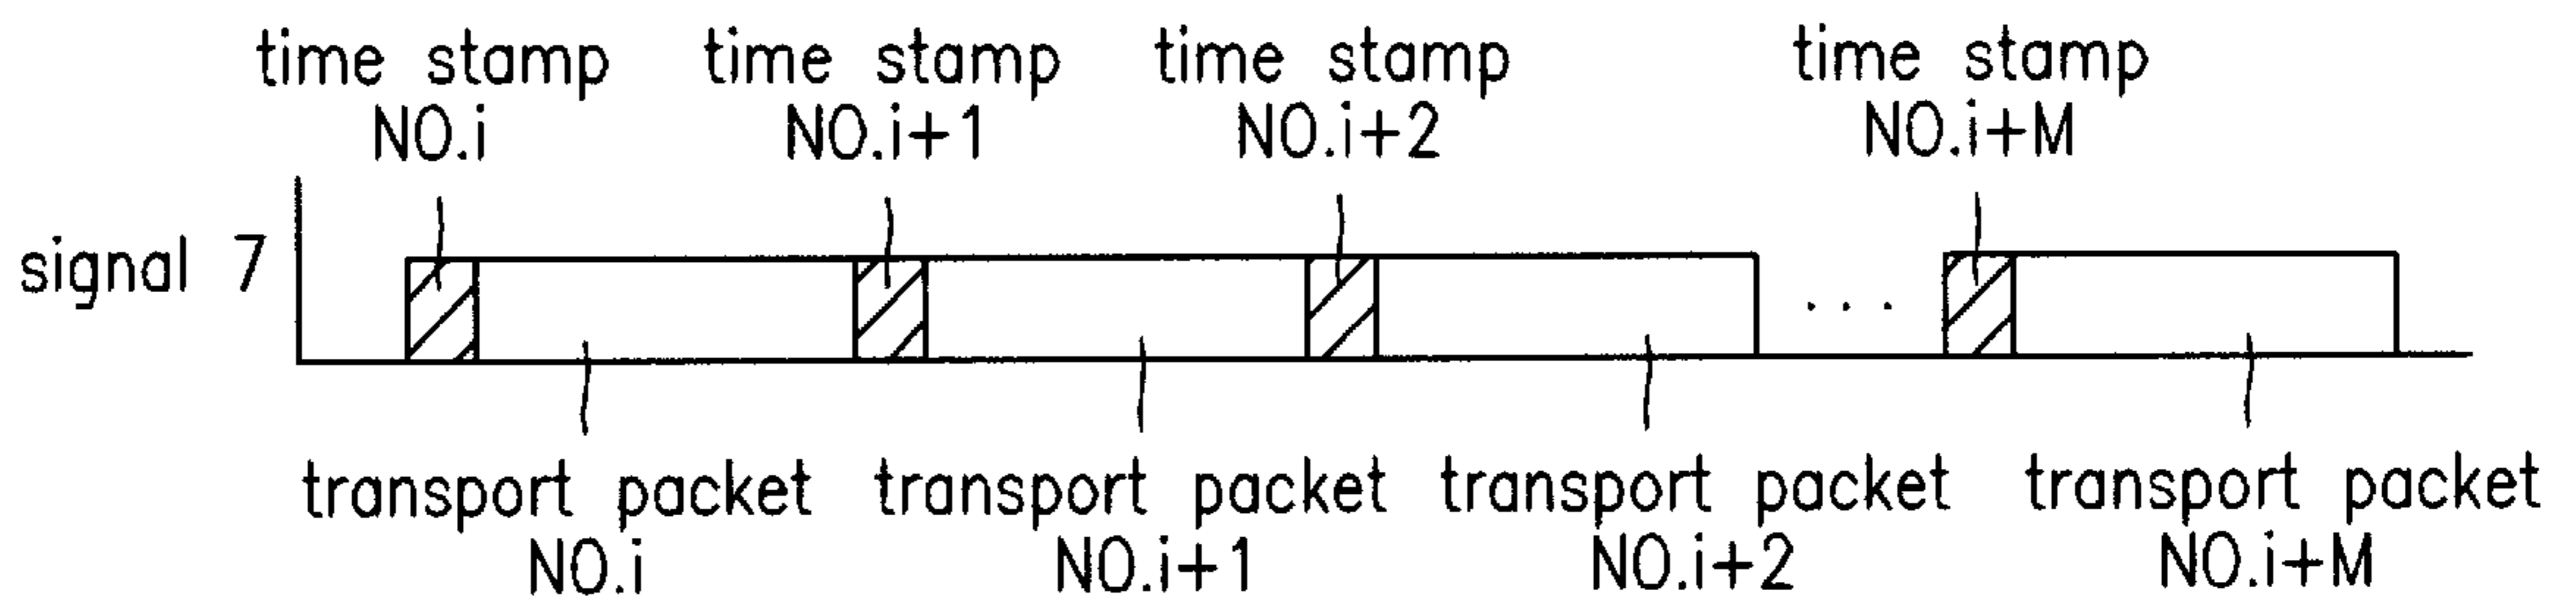 time stamp time stamp time stamp time stamp
NO.i NO.i+1 NO.i+2 NO.i+M
signal 7
. . .
transport packet transport packet transport packet transport packet
NO.i NO.i+1 NO.i+2 NO.i+M